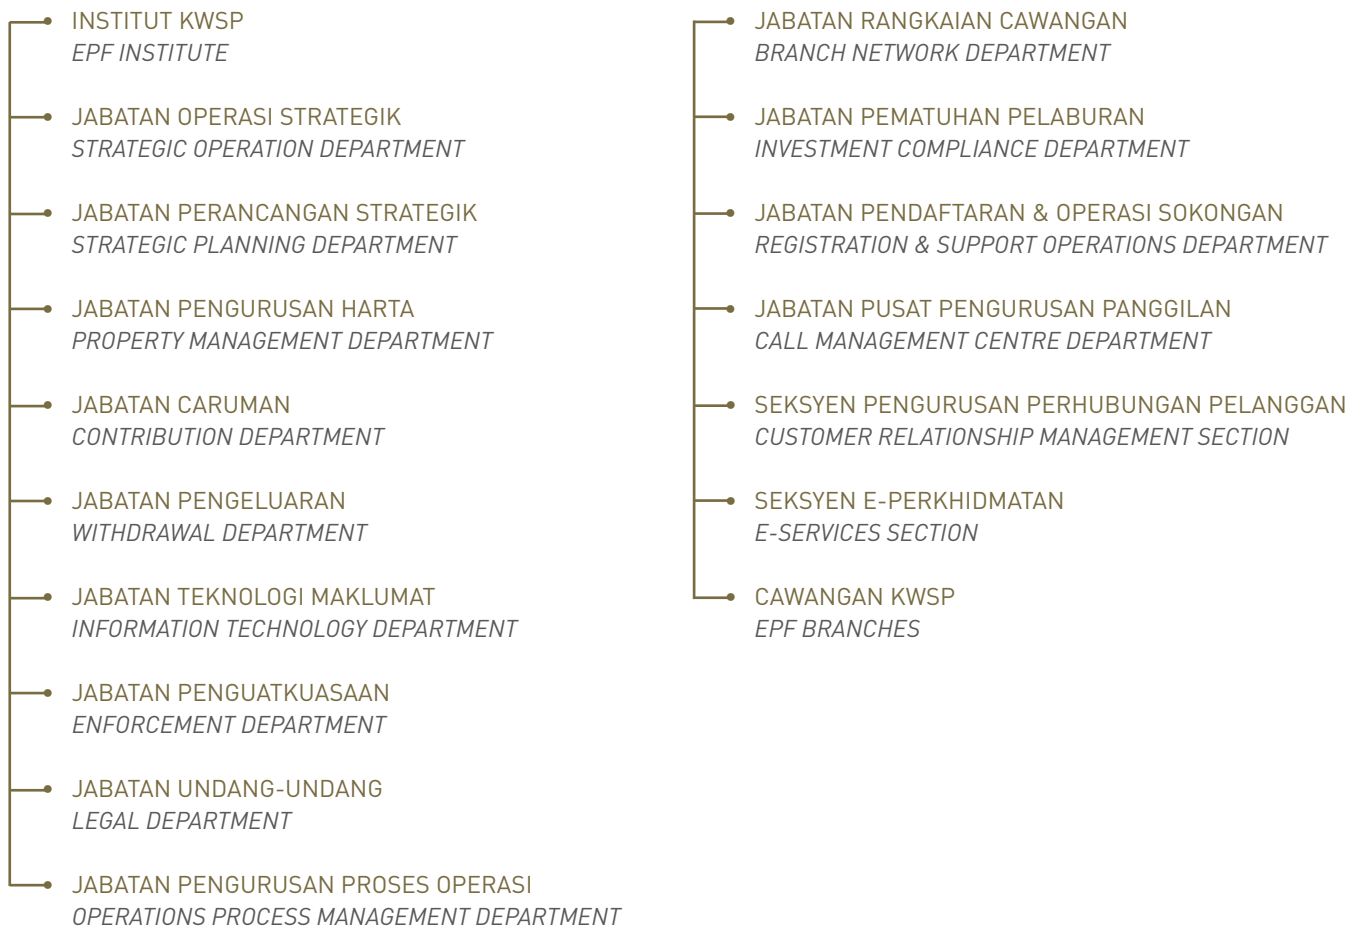 INSTITUT KWSP
EPF INSTITUTE
JABATAN OPERASI STRATEGIK
STRATEGIC OPERATION DEPARTMENT
JABATAN PERANCANGAN STRATEGIK
STRATEGIC PLANNING DEPARTMENT
JABATAN PENGURUSAN HARTA
PROPERTY MANAGEMENT DEPARTMENT
JABATAN CARUMAN
CONTRIBUTION DEPARTMENT
JABATAN PENGELUARAN
WITHDRAWAL DEPARTMENT
JABATAN TEKNOLOGI MAKLUMAT
INFORMATION TECHNOLOGY DEPARTMENT
JABATAN PENGUATKUASAAN
ENFORCEMENT DEPARTMENT
JABATAN UNDANG-UNDANG
LEGAL DEPARTMENT
JABATAN PENGURUSAN PROSES OPERASI
OPERATIONS PROCESS MANAGEMENT DEPARTMENT
JABATAN RANGKAIAN CAWANGAN
BRANCH NETWORK DEPARTMENT
JABATAN PEMATUHAN PELABURAN
INVESTMENT COMPLIANCE DEPARTMENT
JABATAN PENDAFTARAN & OPERASI SOKONGAN
REGISTRATION & SUPPORT OPERATIONS DEPARTMENT
JABATAN PUSAT PENGURUSAN PANGGILAN
CALL MANAGEMENT CENTRE DEPARTMENT
SEKSYEN PENGURUSAN PERHUBUNGAN PELANGGAN
CUSTOMER RELATIONSHIP MANAGEMENT SECTION
SEKSYEN E-PERKHIDMATAN
E-SERVICES SECTION
CAWANGAN KWSP
EPF BRANCHES